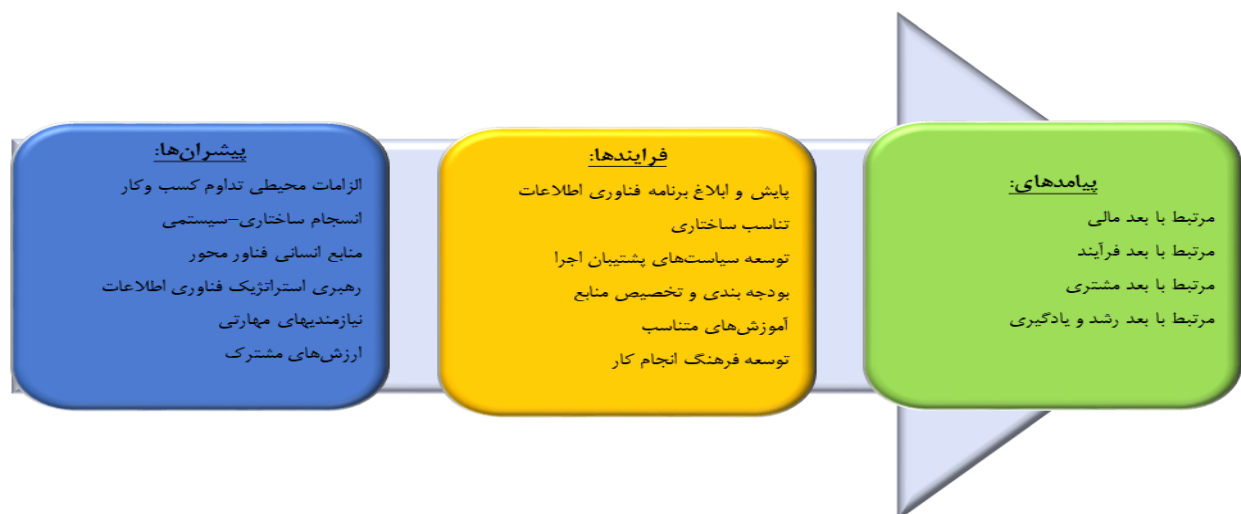 پیشران‌ها:
الزامات محیطی تداوم کسب وکار
انسجام ساختاری-سیستمی
منابع انسانی فناور محور
رهبری استراتژیک فناوری اطلاعات
نیازمندیهای مهارتی
ارزش‌های مشترک
فرایندها:
پایش و ابلاغ برنامه فناوری اطلاعات
تناسب ساختاری
توسعه سیاست‌های پشتیبان اجرا
بودجه بندی و تخصیص منابع
آموزش‌های متناسب
توسعه فرهنگ انجام کار
پیامدهای:
مرتبط با بعد مالی
مرتبط با بعد فرآیند
مرتبط با بعد مشتری
مرتبط با بعد رشد و یادگیری